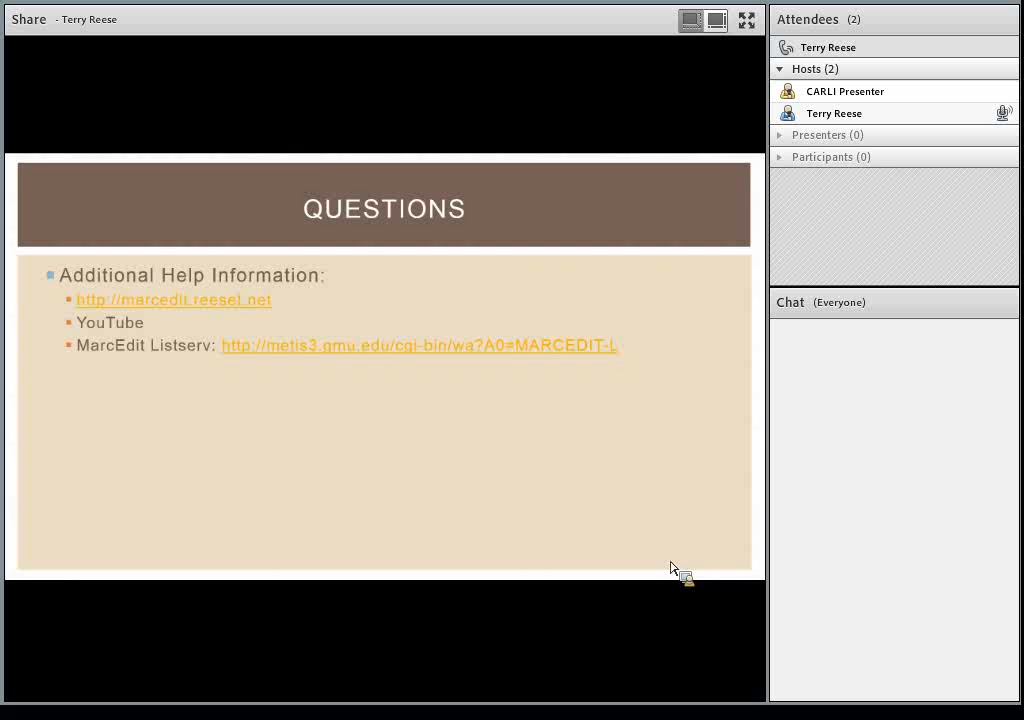 Share - Terry Reese
QUESTIONS
Additional Help Information:
http://marcedit.reeset.net
YouTube
MarcEdit Listserv: http://metis3.gmu.edu/cgi-bin/wa?A0=MARCEDIT-L
Attendees (2)
Terry Reese
Hosts (2)
CARLI Presenter
Terry Reese
Presenters (0)
Participants (0)
Chat (Everyone)